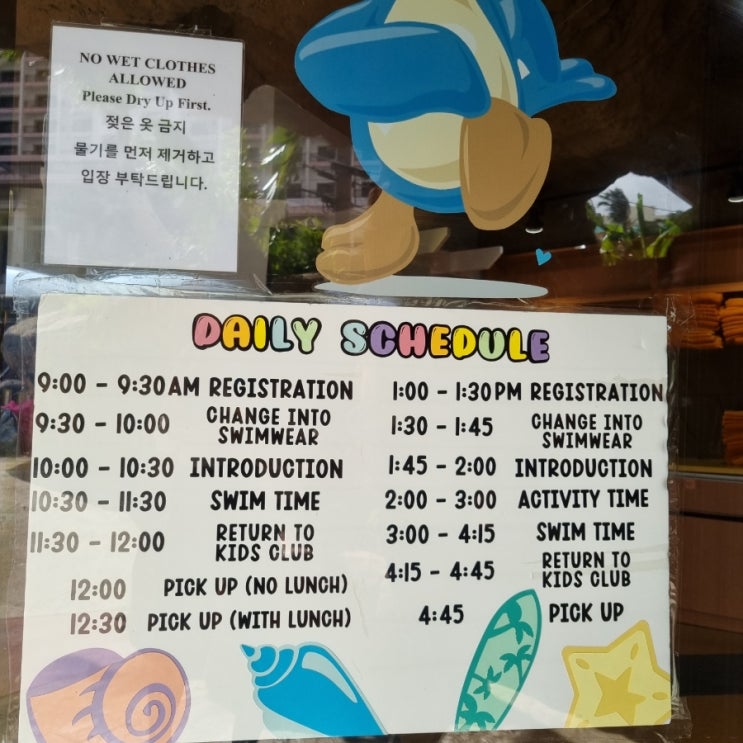 NO WET CLOTHES
ALLOWED
Please Dry Up First.
젖은 옷 금지
물기를 먼저 제거하고
입장 부탁드립니다.
DAILY SCHEDULE
9:00 - 9:30AM REGISTRATION
9:30 - 10:00 CHANGE INTO
SWIMWEAR
10:00 - 10:30 INTRODUCTION
10:30 - 11:30 SWIM TIME
11:30 - 12:00 RETURN TO
KIDS CLUB
12:00 PICK UP (NO LUNCH)
12:30 PICK UP (WITH LUNCH)
1:00 - 1:30PM REGISTRATION
1:30 - 1:45 CHANGE INTO
SWIMWEAR
1:45 - 2:00 INTRODUCTION
2:00 - 3:00 ACTIVITY TIME
3:00 - 4:15 SWIM TIME
4:15 - 4:45 RETURN TO
KIDS CLUB
4:45 PICK UP